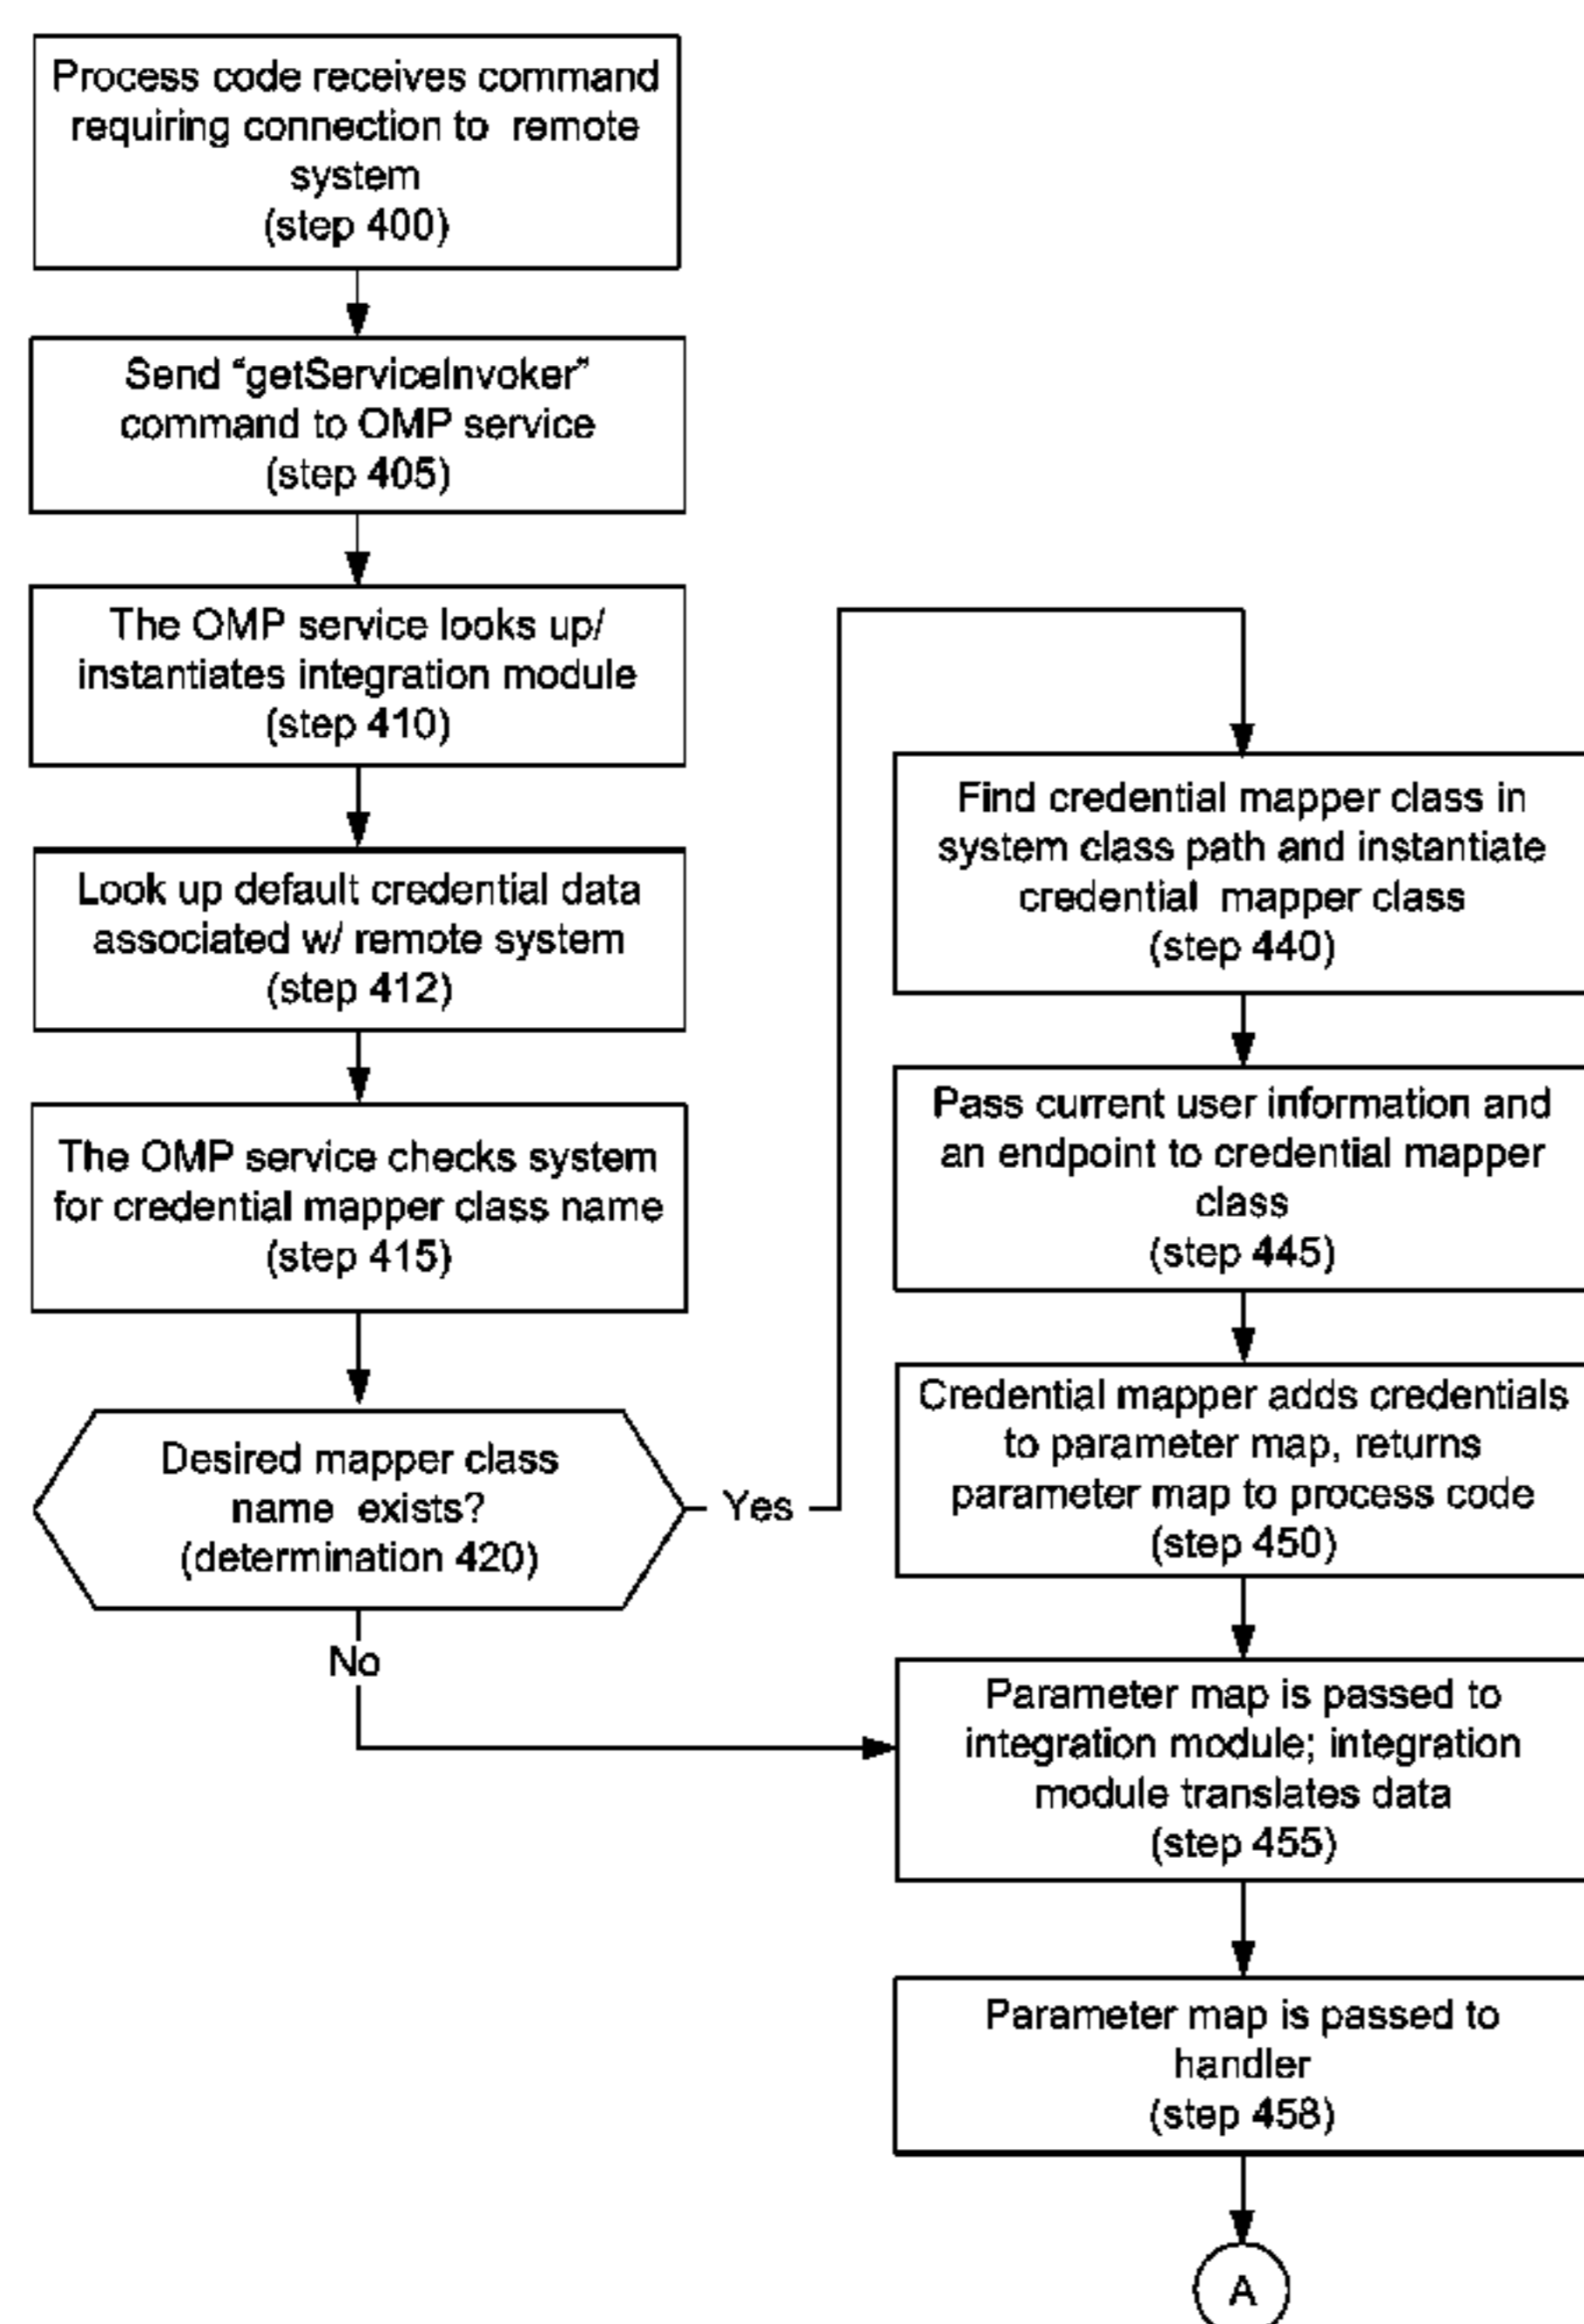 Process code receives command
requiring connection to remote
system
(step 400)
Send “getServiceInvoker”
command to OMP service
(step 405)
The OMP service looks up/
instantiates integration module
(step 410)
Look up default credential data
associated w/ remote system
(step 412)
The OMP service checks system
for credential mapper class name
(step 415)
Desired mapper class
name exists?
(determination 420)
Yes
No
Find credential mapper class in
system class path and instantiate
credential mapper class
(step 440)
Pass current user information and
an endpoint to credential mapper
class
(step 445)
Credential mapper adds credentials
to parameter map, returns
parameter map to process code
(step 450)
Parameter map is passed to
integration module; integration
module translates data
(step 455)
Parameter map is passed to
handler
(step 458)
A